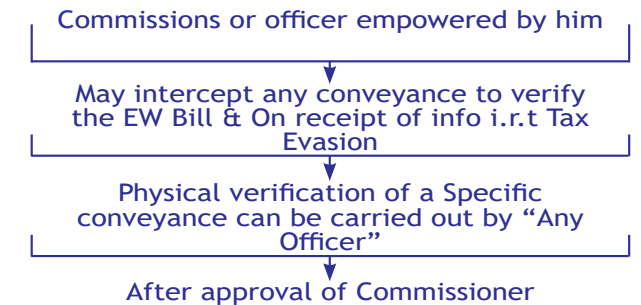 Commissions or officer empowered by him
May intercept any conveyance to verify
the EW Bill & On receipt of info i.r.t Tax
Evasion
Physical verification of a Specific
conveyance can be carried out by “Any
Officer”
After approval of Commissioner